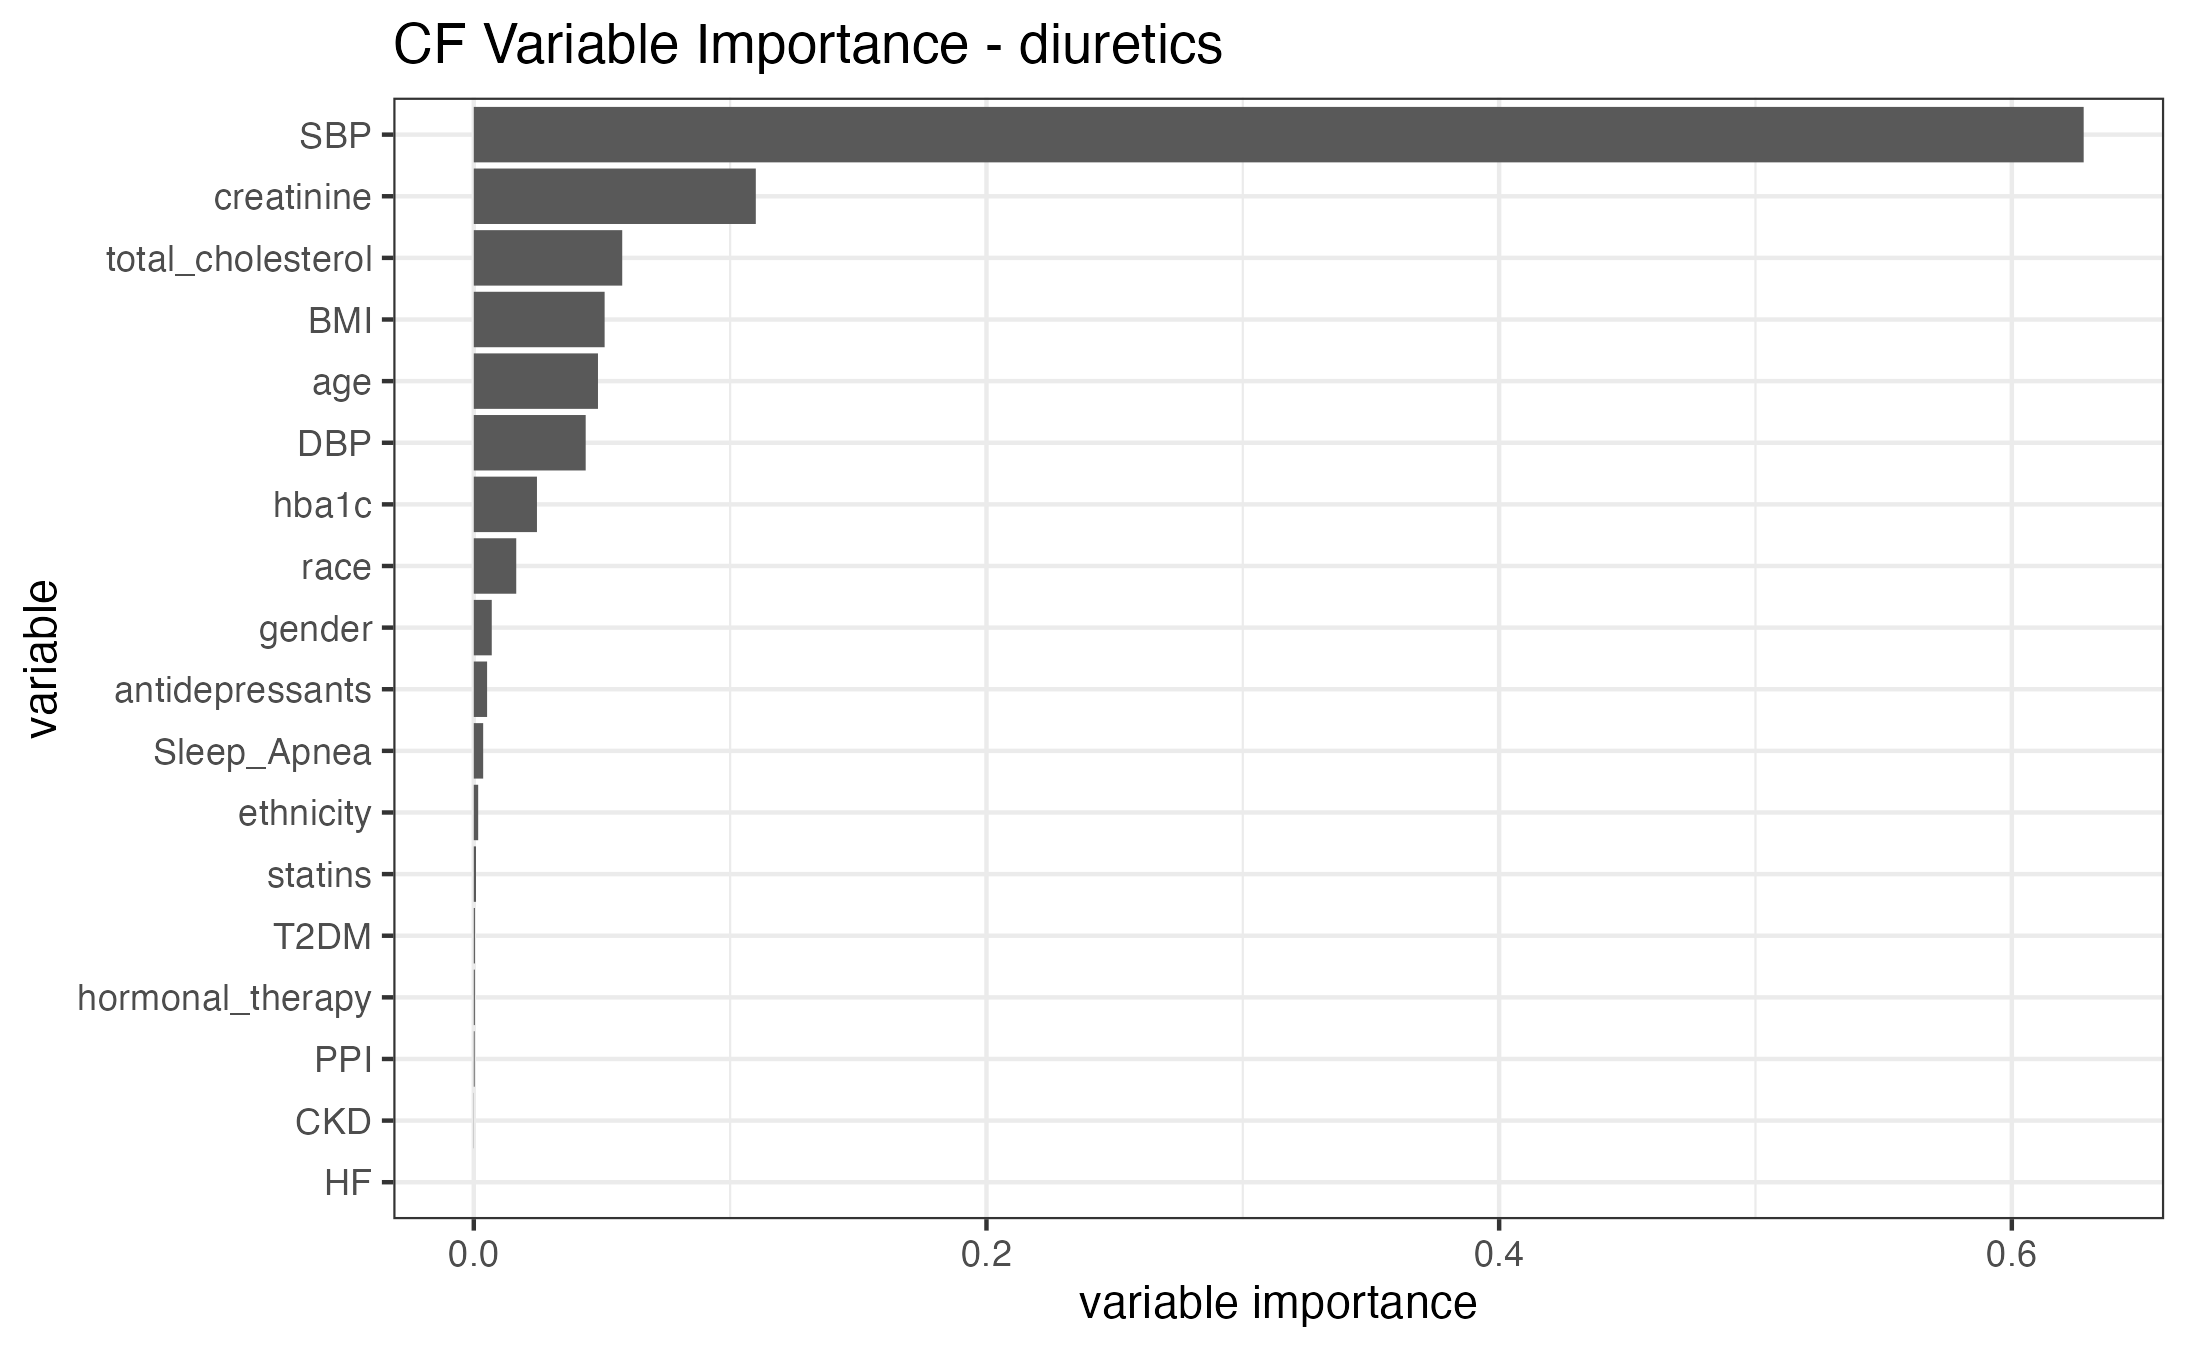 CF Variable Importance - diuretics
SBP
creatinine
total_cholesterol
BMI
age
DBP
hba1c
race
gender
antidepressants
Sleep_Apnea
ethnicity
statins
T2DM
hormonal_therapy
PPI
CKD
HF
variable
0.0 0.2 0.4 0.6
variable importance